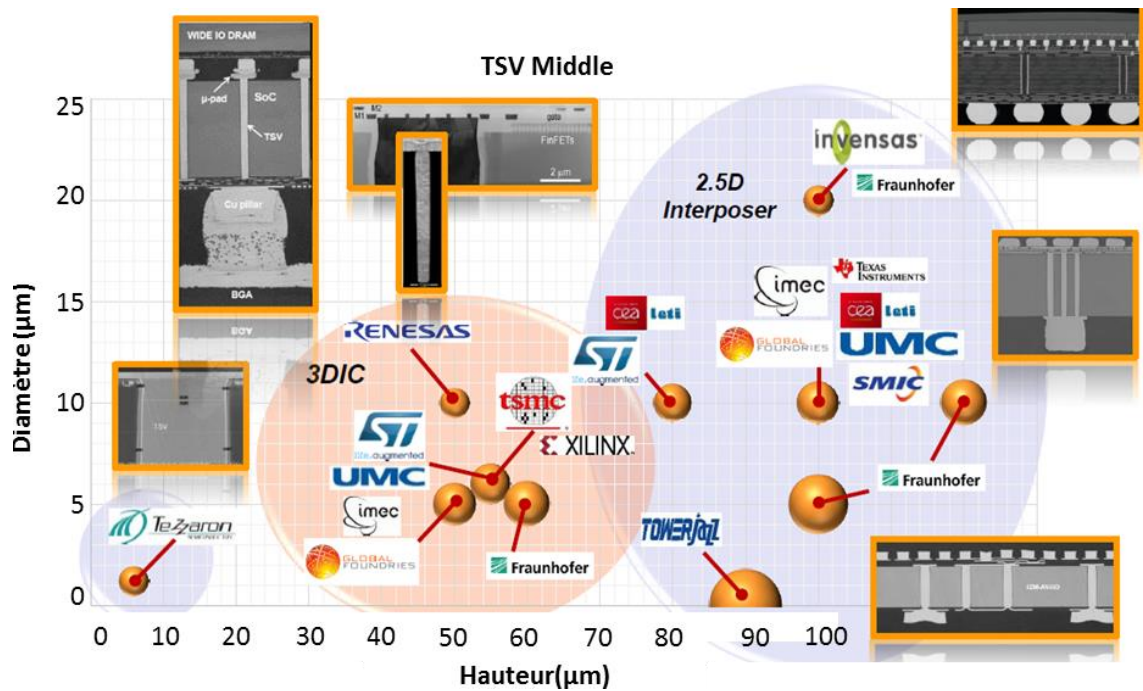 TSV Middle
WIDE IO DRAM
µ-pad
SoC
TSV
Cu pillar
BGA
M2
M1
gate
FinFETs
2 µm
invensas
Fraunhofer
2.5D
Interposer
imec
TEXAS
INSTRUMENTS
cea leti
cea leti
GLOBAL
FOUNDRIES
UMC
SMIC
RENESAS
3DIC
ST
life.augmented
tsmc
ST
life.augmented
XILINX
UMC
imec
GLOBAL
FOUNDRIES
Fraunhofer
Fraunhofer
TOWERJAZZ
TSV
Tezzaron
SEMICONDUCTOR
Diamètre(µm)
25
20
15
10
5
0
0 10 20 30 40 50 60 70 80 90 100
Hauteur(µm)